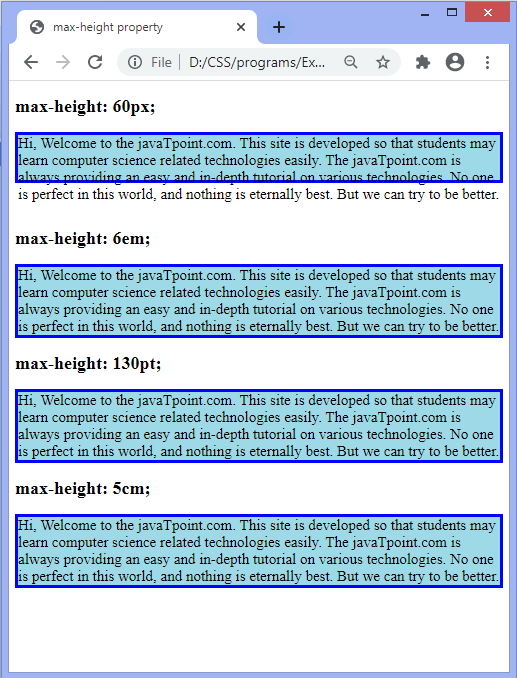 max-height property
File
D:/CSS/programs/Ex...
max-height: 60px;
Hi, Welcome to the javaTpoint.com. This site is developed so that students may
learn computer science related technologies easily. The javaTpoint.com is
always providing an easy and in-depth tutorial on various technologies. No one
is perfect in this world, and nothing is eternally best. But we can try to be better.
max-height: 6em;
Hi, Welcome to the javaTpoint.com. This site is developed so that students may
learn computer science related technologies easily. The javaTpoint.com is
always providing an easy and in-depth tutorial on various technologies. No one
is perfect in this world, and nothing is eternally best. But we can try to be better.
max-height: 130pt;
Hi, Welcome to the javaTpoint.com. This site is developed so that students may
learn computer science related technologies easily. The javaTpoint.com is
always providing an easy and in-depth tutorial on various technologies. No one
is perfect in this world, and nothing is eternally best. But we can try to be better.
max-height: 5cm;
Hi, Welcome to the javaTpoint.com. This site is developed so that students may
learn computer science related technologies easily. The javaTpoint.com is
always providing an easy and in-depth tutorial on various technologies. No one
is perfect in this world, and nothing is eternally best. But we can try to be better.